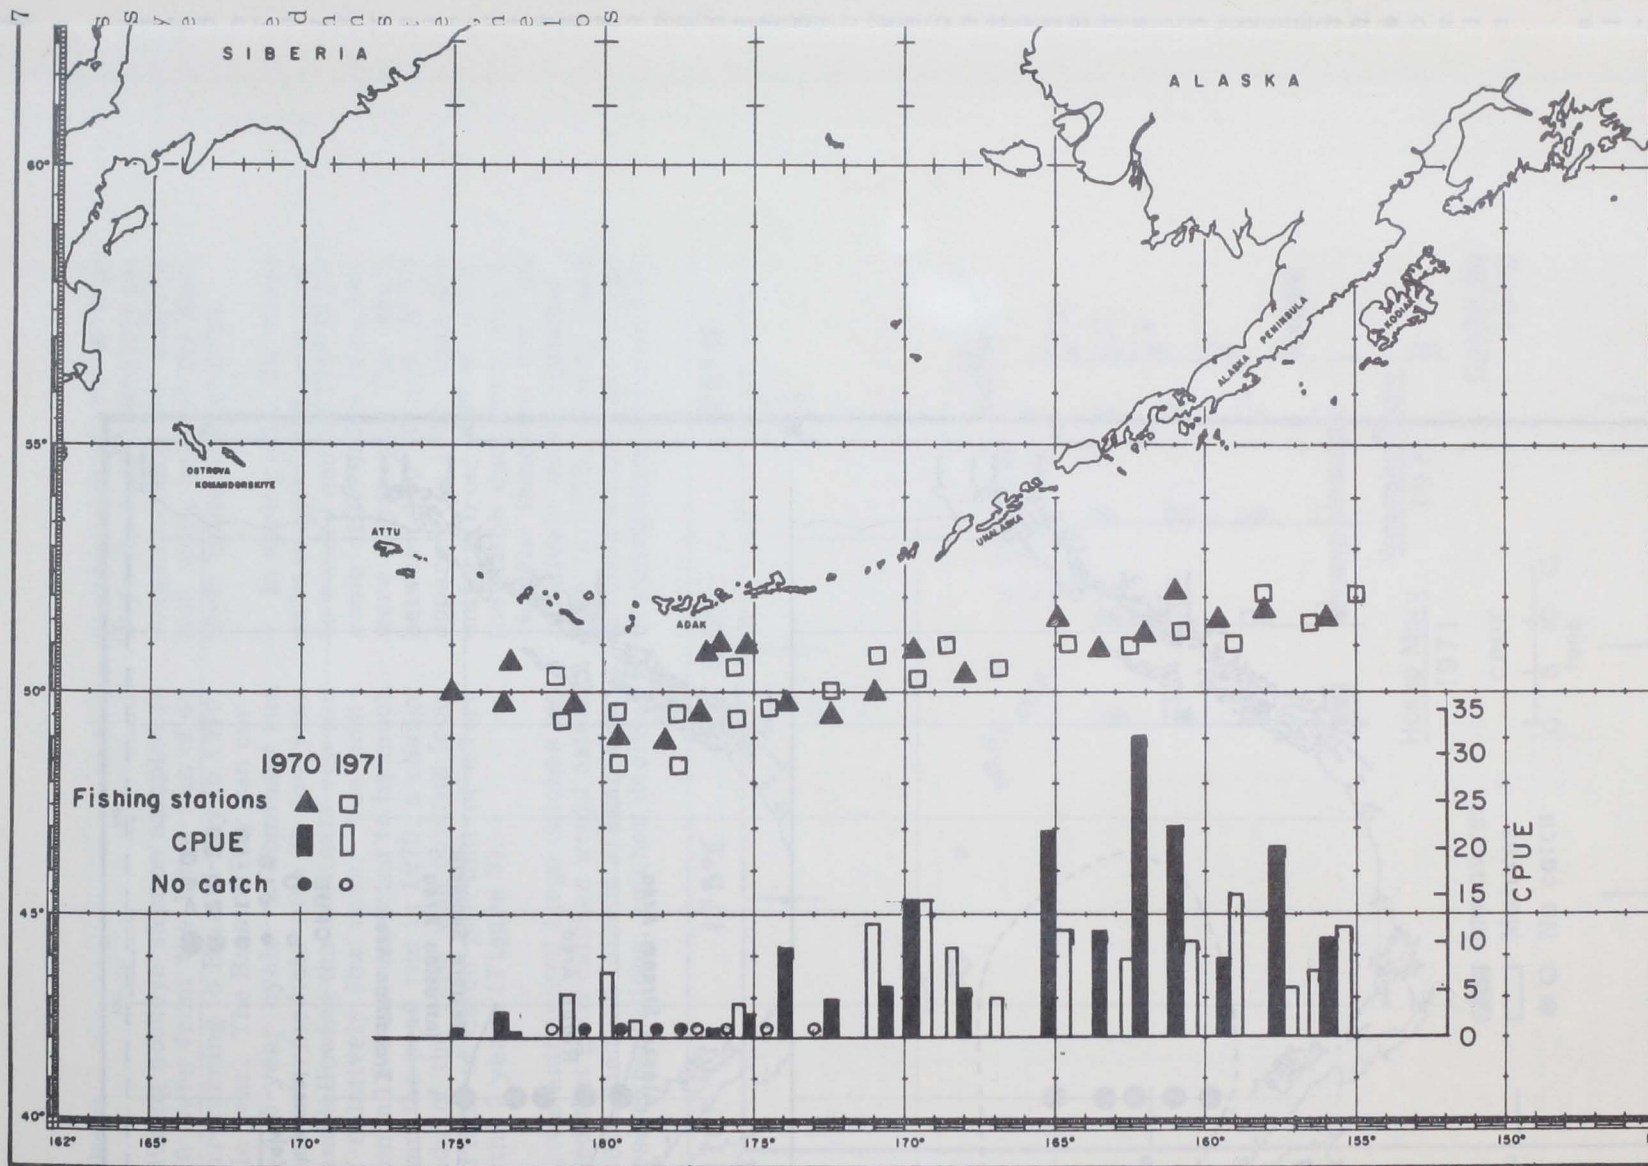 7
SIBERIA
ALASKA
60°
ALASKA PENINSULA
KODIAK
55°
OSTROVA
KOMANDORSKIYE
ATTU
UNALASKA
ADAK
50°
1970 1971
Fishing stations
CPUE
No catch
35
30
25
20
15
10
5
0
CPUE
45°
40°
162° 165° 170° 175° 180° 175° 170° 165° 160° 155° 150°